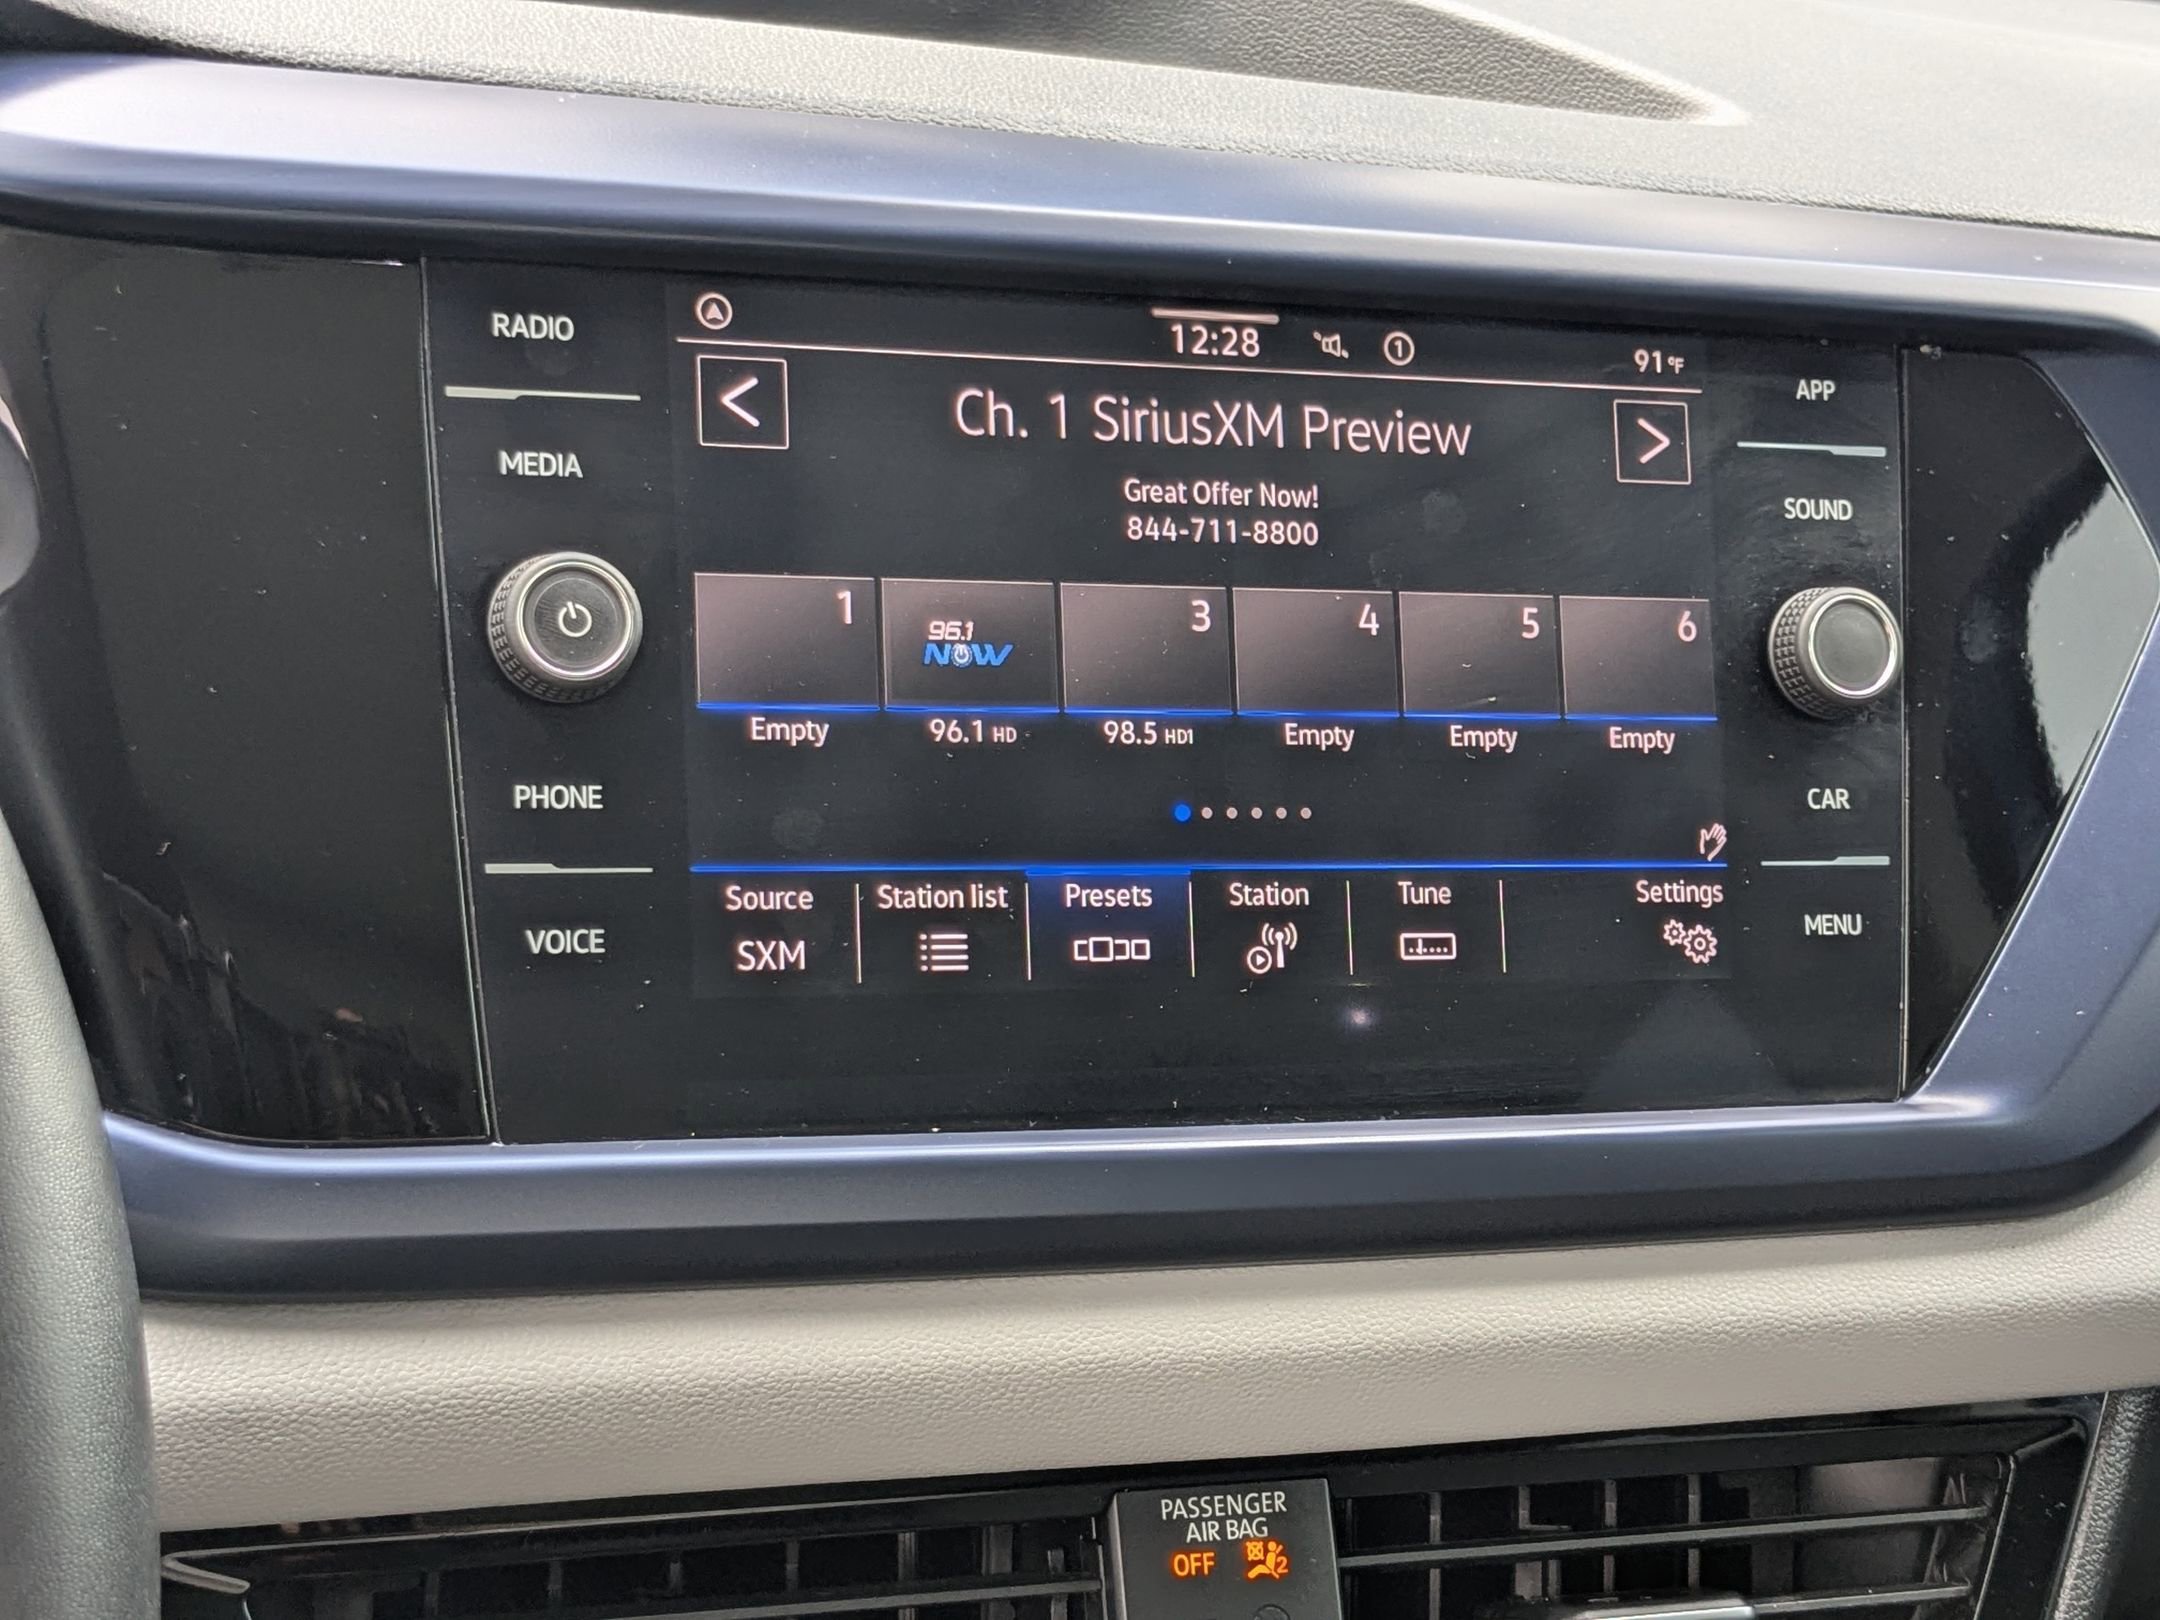 RADIO
MEDIA
PHONE
VOICE
12:28
1
91°F
Ch. 1 SiriusXM Preview
Great Offer Now!
844-711-8800
1
96.1
NOW
3
4
5
6
Empty
96.1 HD
98.5 HD1
Empty
Empty
Empty
Source
Station list
Presets
Station
Tune
Settings
SXM
APP
SOUND
CAR
MENU
PASSENGER
AIR BAG
OFF
2